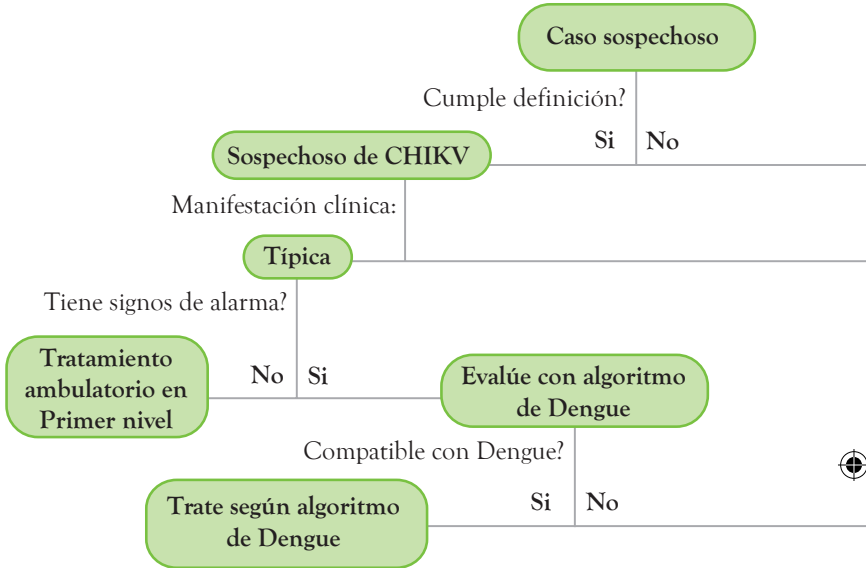 Caso sospechoso
Cumple definición?
Si No
Sospechoso de CHIKV
Manifestación clínica:
Típica
Tiene signos de alarma?
Tratamiento
ambulatorio en
Primer nivel
No Si
Evalúe con algoritmo
de Dengue
Compatible con Dengue?
Si No
Trate según algoritmo
de Dengue